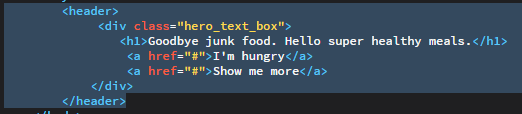 <header>
<div class="hero_text_box">
<h1>Goodbye junk food. Hello super healthy meals.</h1>
<a href="#">I'm hungry</a>
<a href="#">Show me more</a>
</div>
</header>